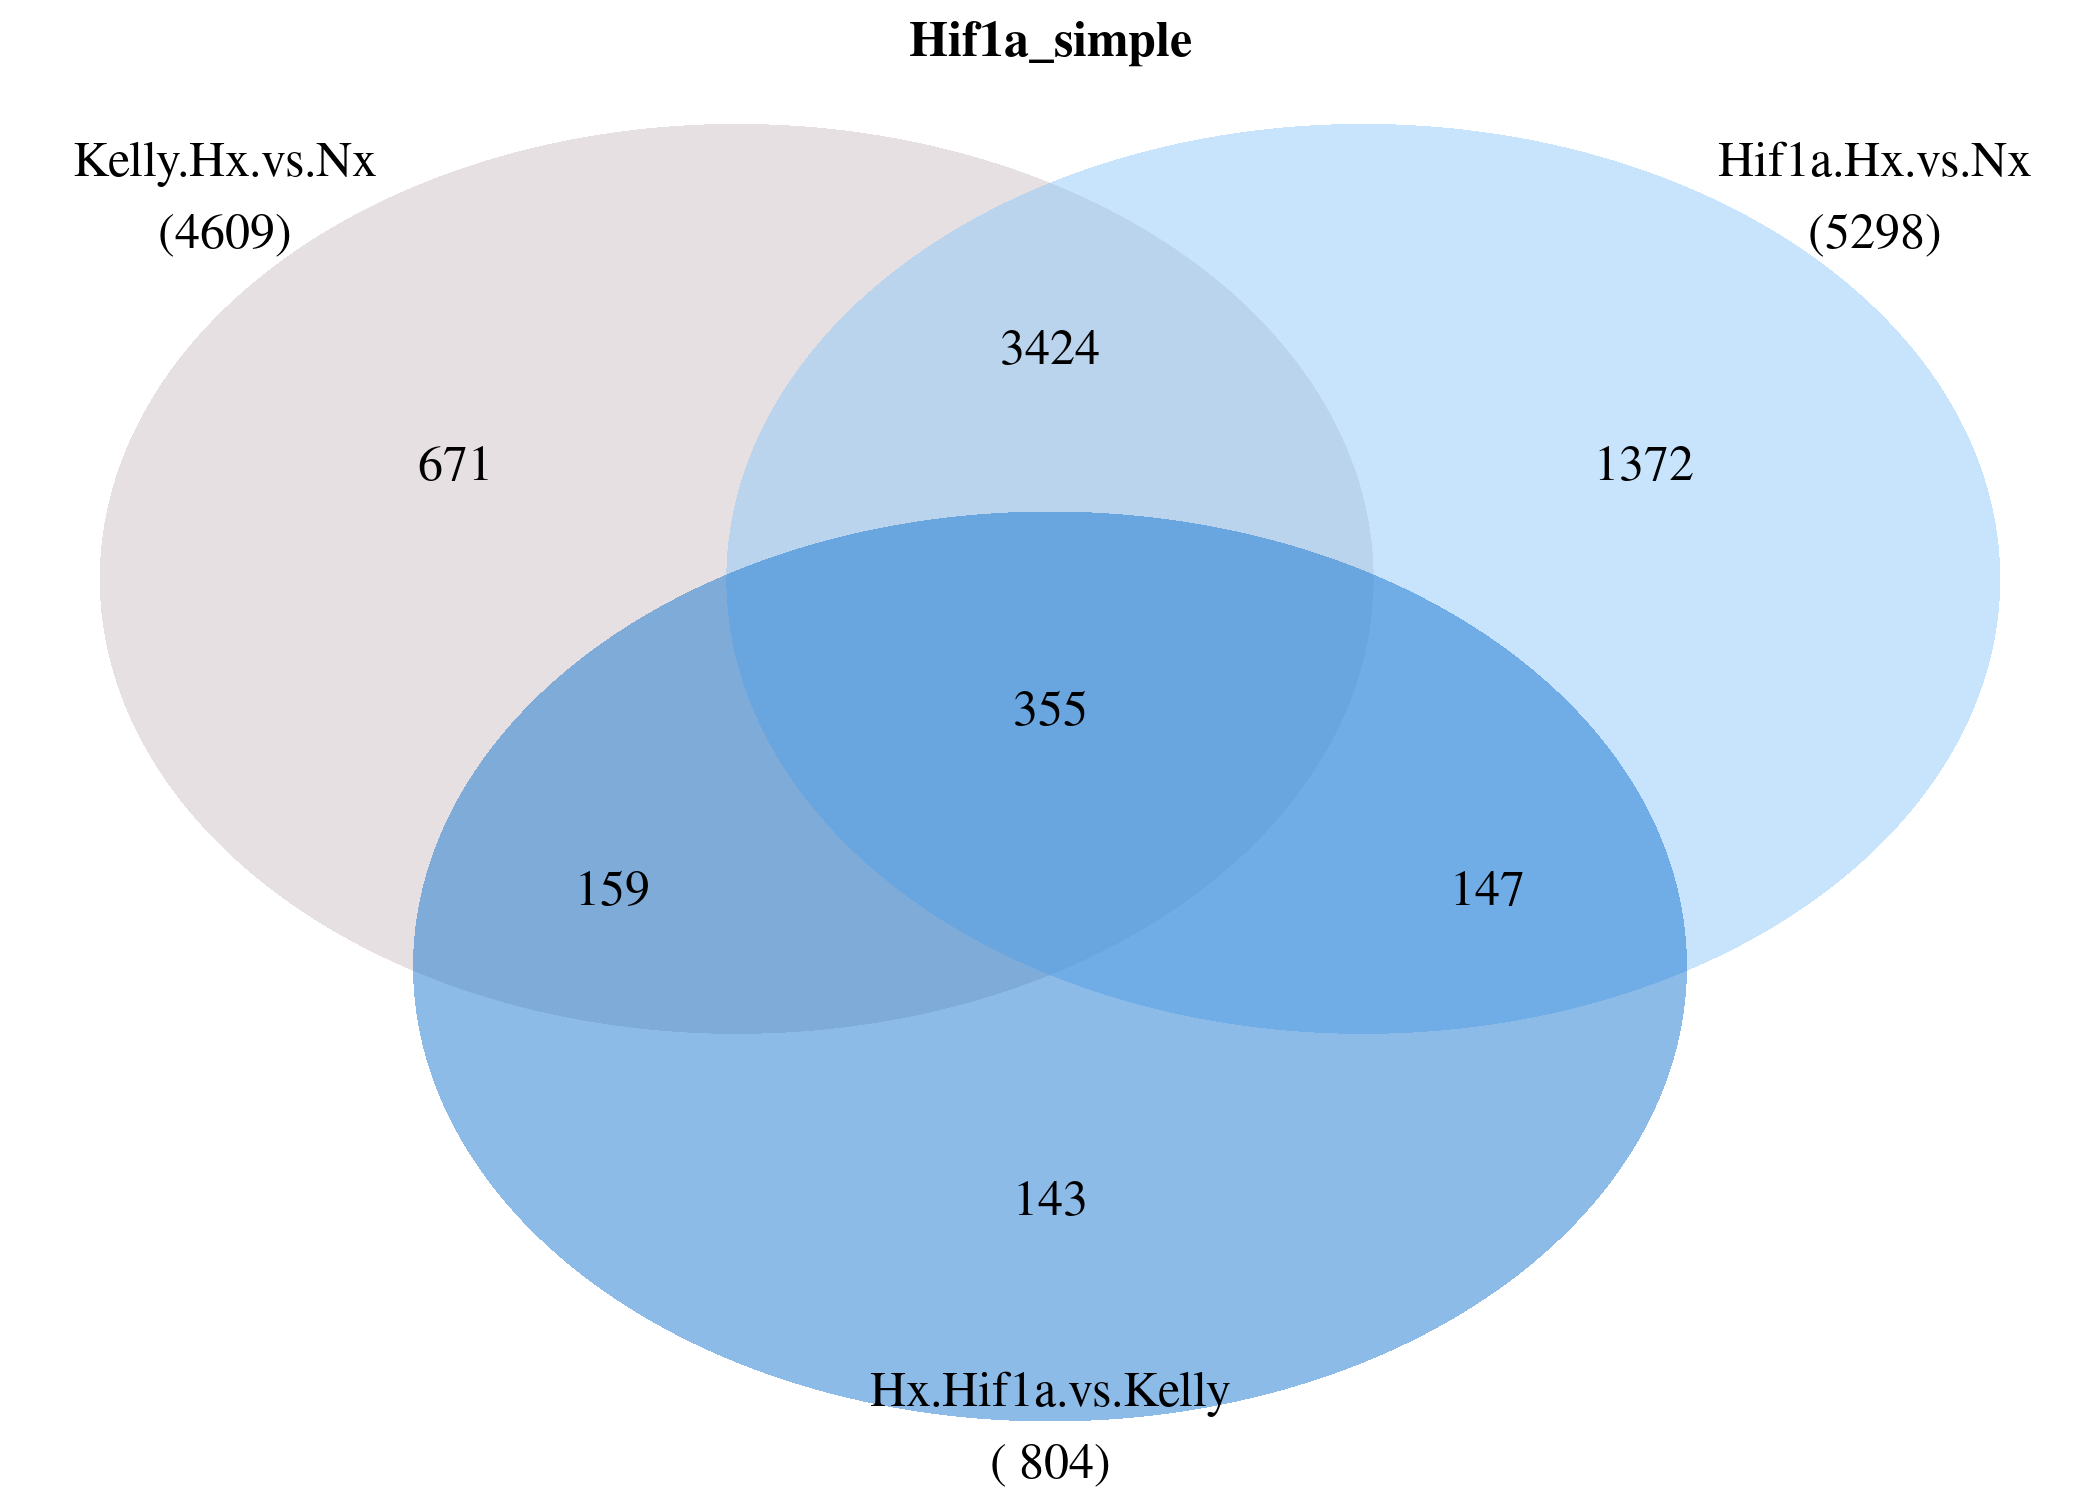 Hif1a_simple
Kelly.Hx.vs.Nx
(4609)
Hif1a.Hx.vs.Nx
(5298)
3424
671
1372
355
159
147
143
Hx.Hif1a.vs.Kelly
( 804)